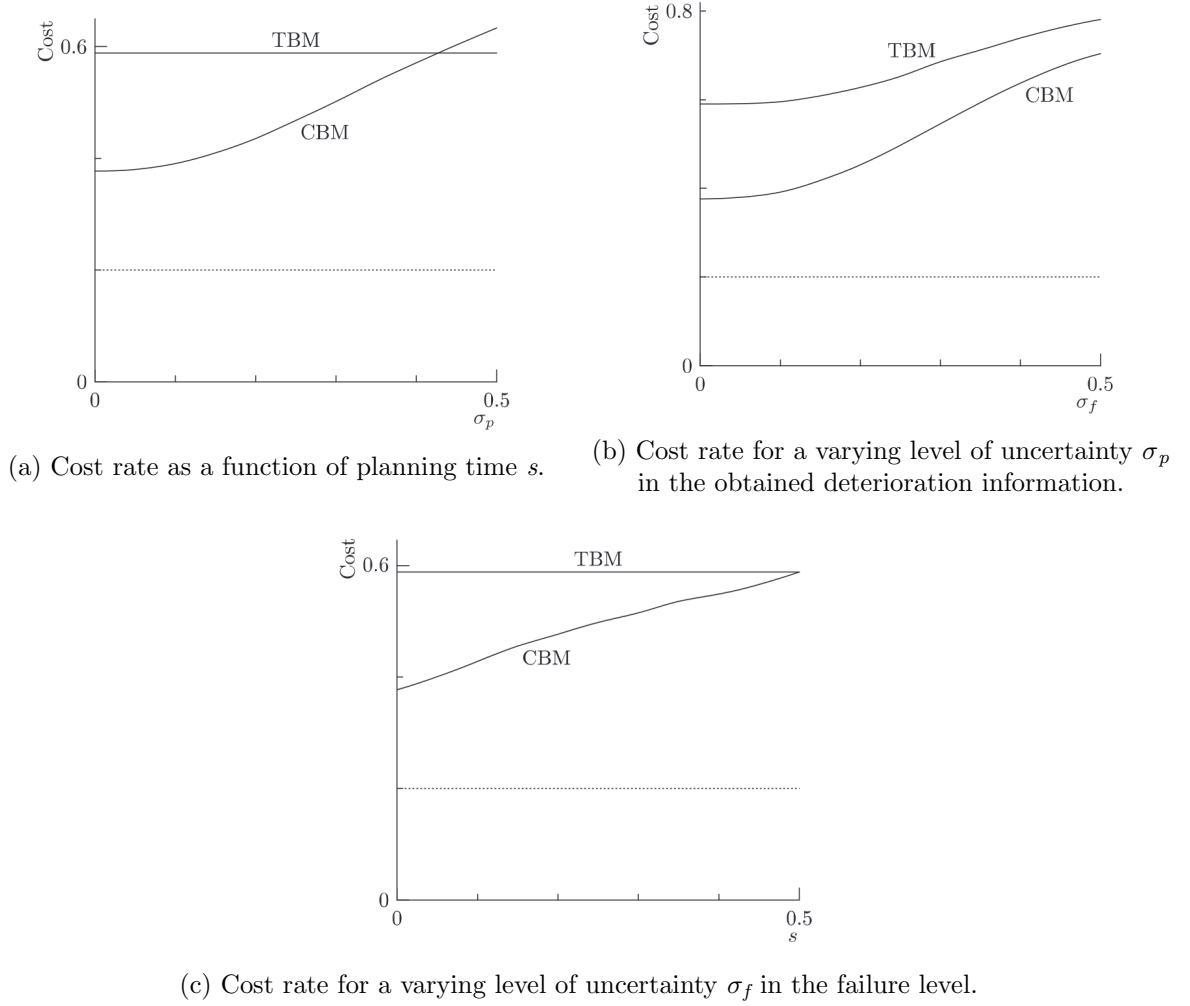 Cost
0.6
TBM
CBM
0
0
0.5
σ_p
(a) Cost rate as a function of planning time s.
Cost
0.8
TBM
CBM
0
0
0.5
σ_f
(b) Cost rate for a varying level of uncertainty σ_p
in the obtained deterioration information.
Cost
0.6
TBM
CBM
0
0
0.5
s
(c) Cost rate for a varying level of uncertainty σ_f in the failure level.